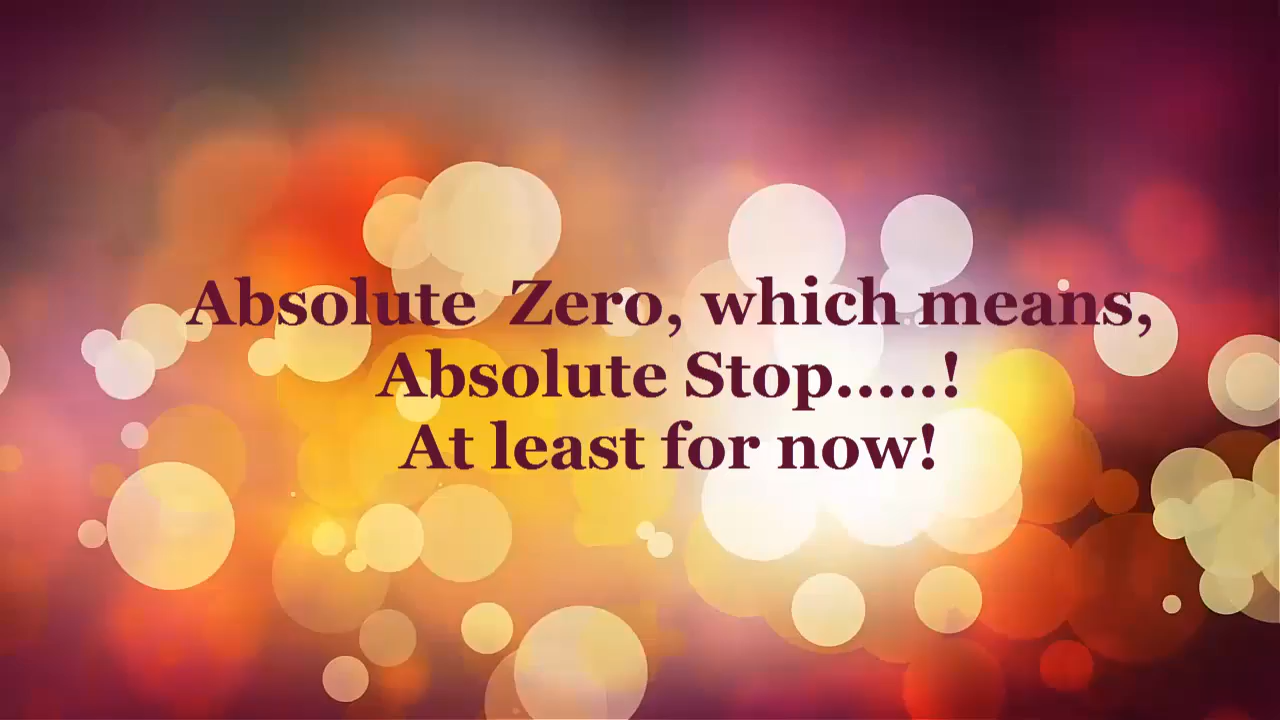 Absolute  Zero, which means,
Absolute Stop.....!
At least for now!